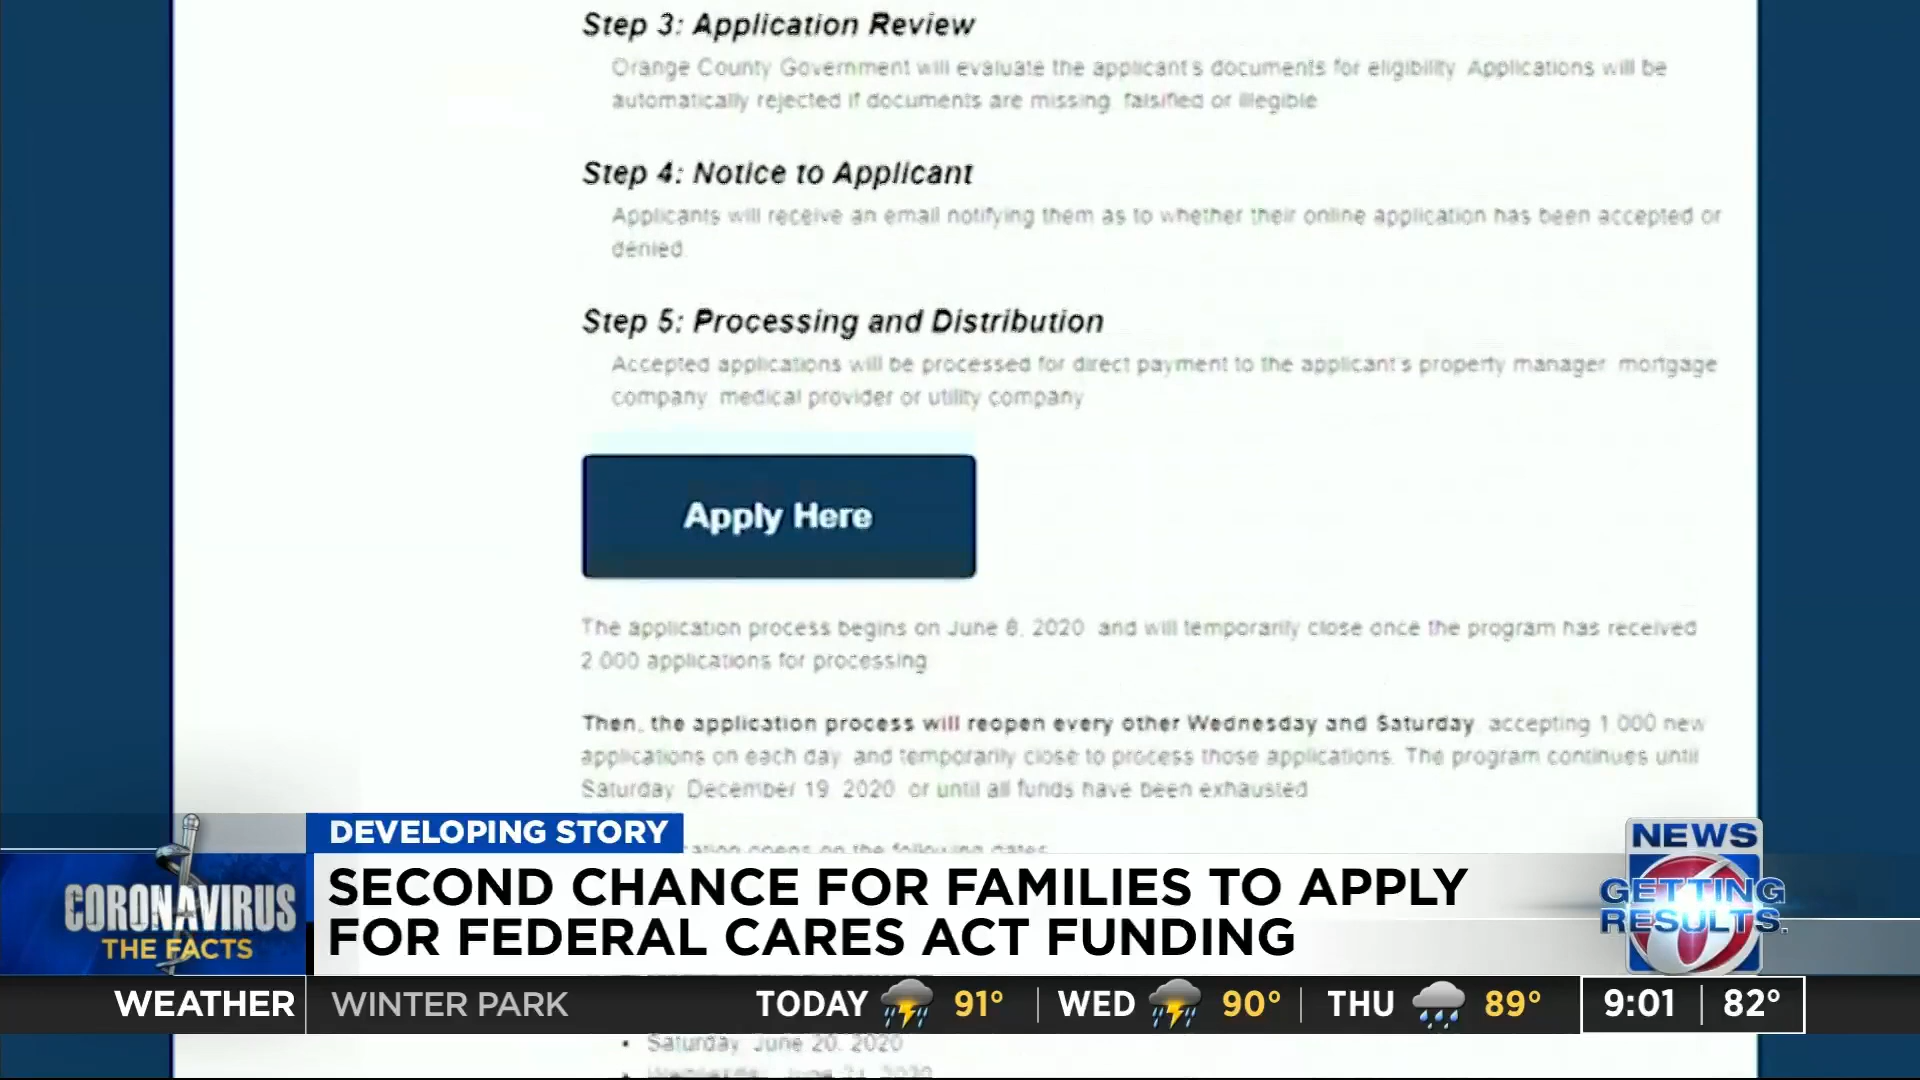 Step 3: Application Review
Orange County Government will evaluate the applicant's documents for eligibility Applications will be
automatically rejected if documents are missing falsified or illegible
Step 4: Notice to Applicant
Applicants will receive an email notifying them as to whether their online application has been accepted or
denied.
Step 5: Processing and Distribution
Accepted applications will be processed for direct payment to the applicant's property manager mortgage
company medical provider or utility company
Apply Here
The application process begins on June 8, 2020 and will temporarily close once the program has received
2 000 applications for processing
Then, the application process will reopen every other Wednesday and Saturday accepting 1 000 new
applications on each day and temporarily close to process those applications. The program continues until
Saturday December 19 2020 or until all funds have been exhausted
opens on the following dates
DEVELOPING STORY
SECOND CHANCE FOR FAMILIES TO APPLY
FOR FEDERAL CARES ACT FUNDING
CORONAVIRUS
THE FACTS
NEWS
6
GETTING
RESULTS.
WEATHER
WINTER PARK
TODAY 91° WED 90° THU 89°
9:01 82°
• Saturday June 20, 2020